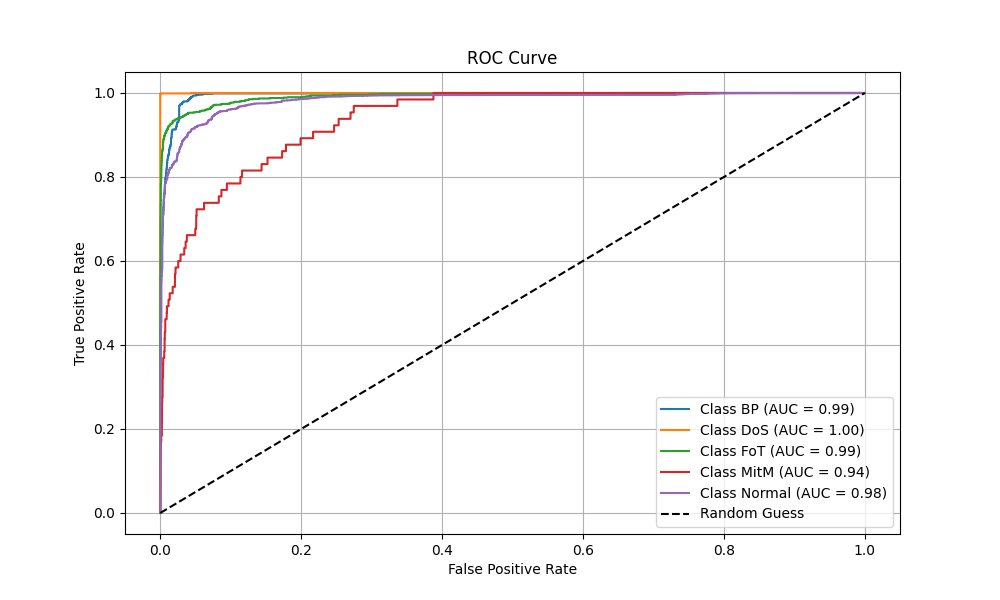 ROC Curve
True Positive Rate
1.0
0.8
0.6
0.4
0.2
0.0
0.0 0.2 0.4 0.6 0.8 1.0
False Positive Rate
Class BP (AUC = 0.99)
Class DoS (AUC = 1.00)
Class FoT (AUC = 0.99)
Class MitM (AUC = 0.94)
Class Normal (AUC = 0.98)
Random Guess